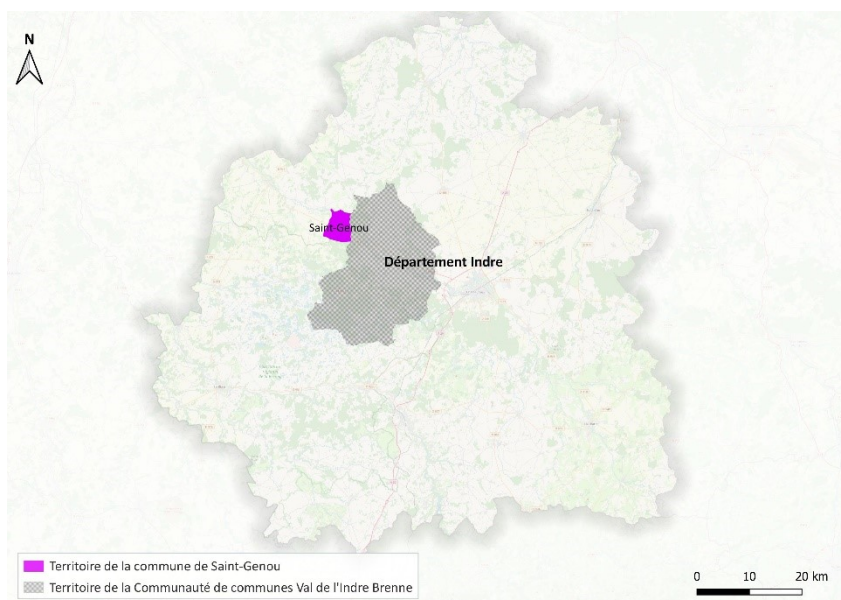 N
Saint-Genou
Département Indre
Territoire de la commune de Saint-Genou
Territoire de la Communauté de communes Val de l'Indre Brenne
0 10 20 km